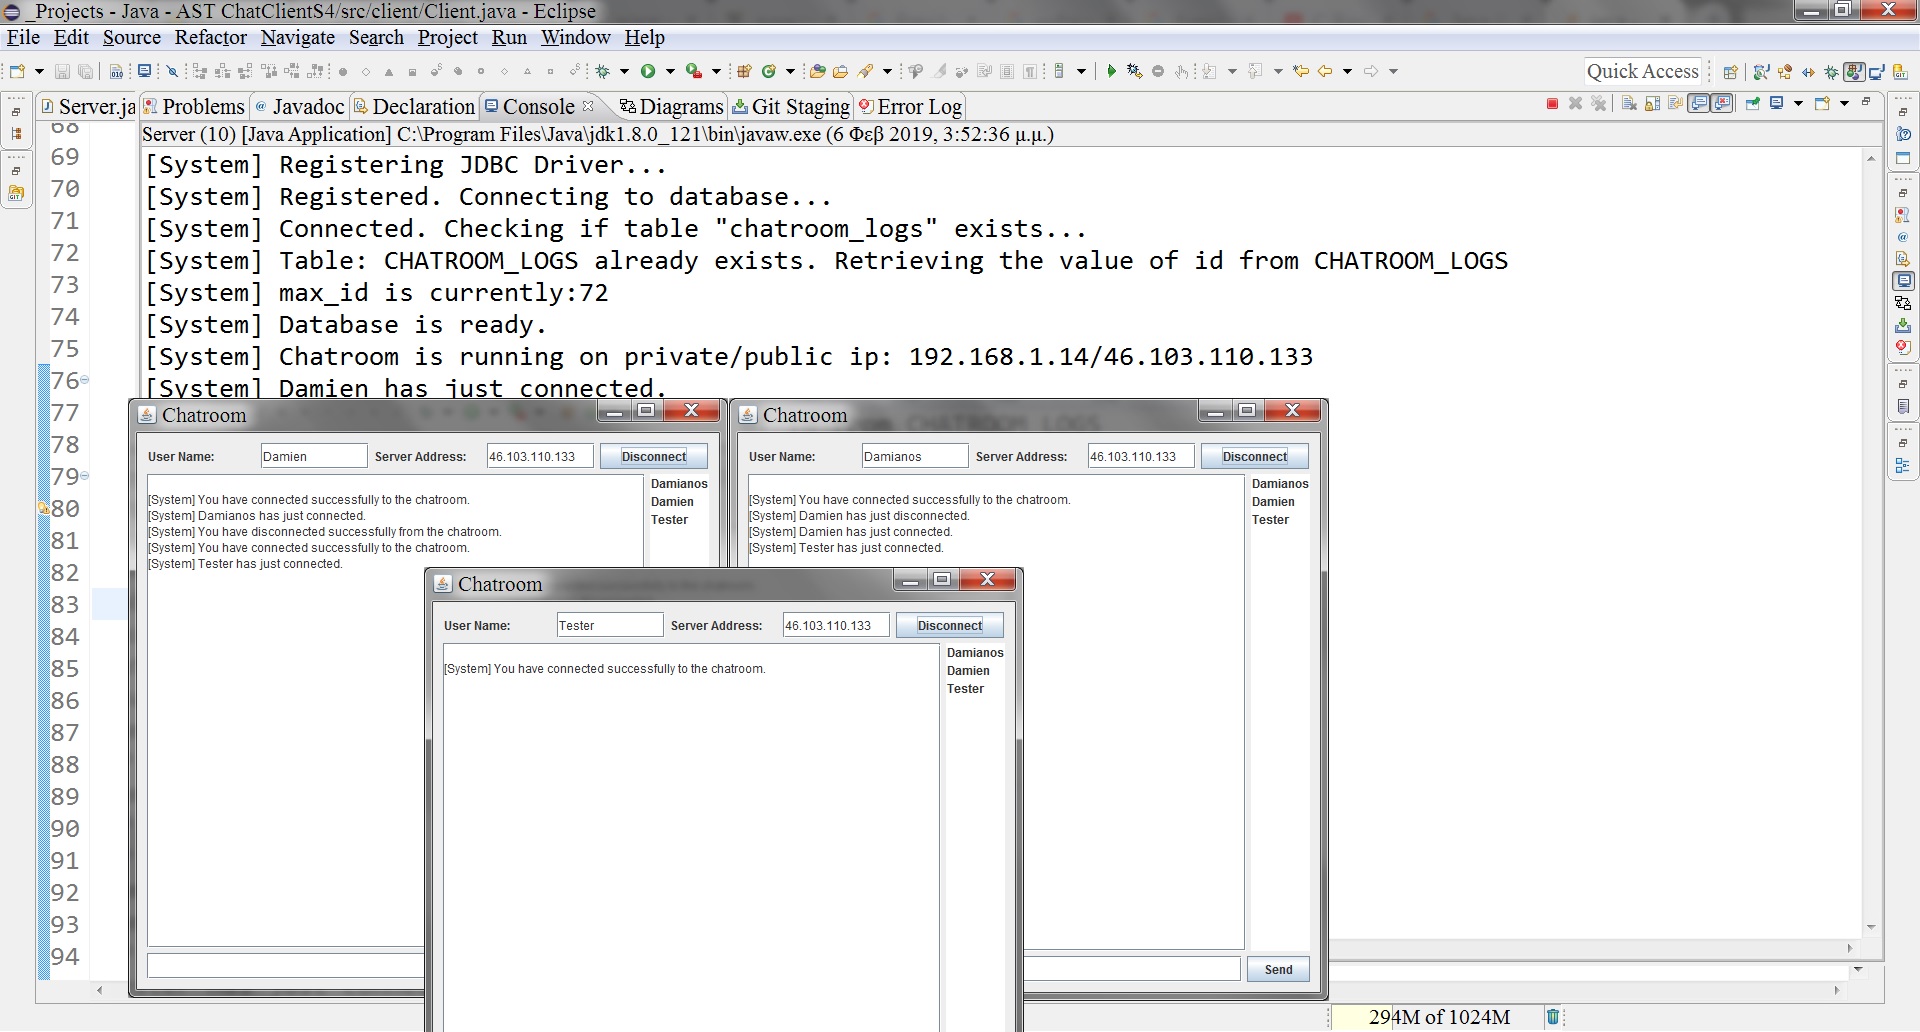 _Projects - Java - AST ChatClientS4/src/client/Client.java - Eclipse
File Edit Source Refactor Navigate Search Project Run Window Help
Quick Access
Server.ja Problems @ Javadoc Declaration Console Diagrams Git Staging Error Log
Server (10) [Java Application] C:\Program Files\Java\jdk1.8.0_121\bin\javaw.exe (6 Φεβ 2019, 3:52:36 μ.μ.)
68
69
70
71
72
73
74
75
76
77
78
79
80
81
82
83
84
85
86
87
88
89
90
91
92
93
94
[System] Registering JDBC Driver...
[System] Registered. Connecting to database...
[System] Connected. Checking if table "chatroom_logs" exists...
[System] Table: CHATROOM_LOGS already exists. Retrieving the value of id from CHATROOM_LOGS
[System] max_id is currently:72
[System] Database is ready.
[System] Chatroom is running on private/public ip: 192.168.1.14/46.103.110.133
[System] Damien has just connected.
Chatroom
User Name: Damien Server Address: 46.103.110.133 Disconnect
[System] You have connected successfully to the chatroom.
[System] Damianos has just connected.
[System] You have disconnected successfully from the chatroom.
[System] You have connected successfully to the chatroom.
[System] Tester has just connected.
Damianos
Damien
Tester
Chatroom
User Name: Damianos Server Address: 46.103.110.133 Disconnect
[System] You have connected successfully to the chatroom.
[System] Damien has just disconnected.
[System] Damien has just connected.
[System] Tester has just connected.
Damianos
Damien
Tester
Send
Chatroom
User Name: Tester Server Address: 46.103.110.133 Disconnect
[System] You have connected successfully to the chatroom.
Damianos
Damien
Tester
294M of 1024M